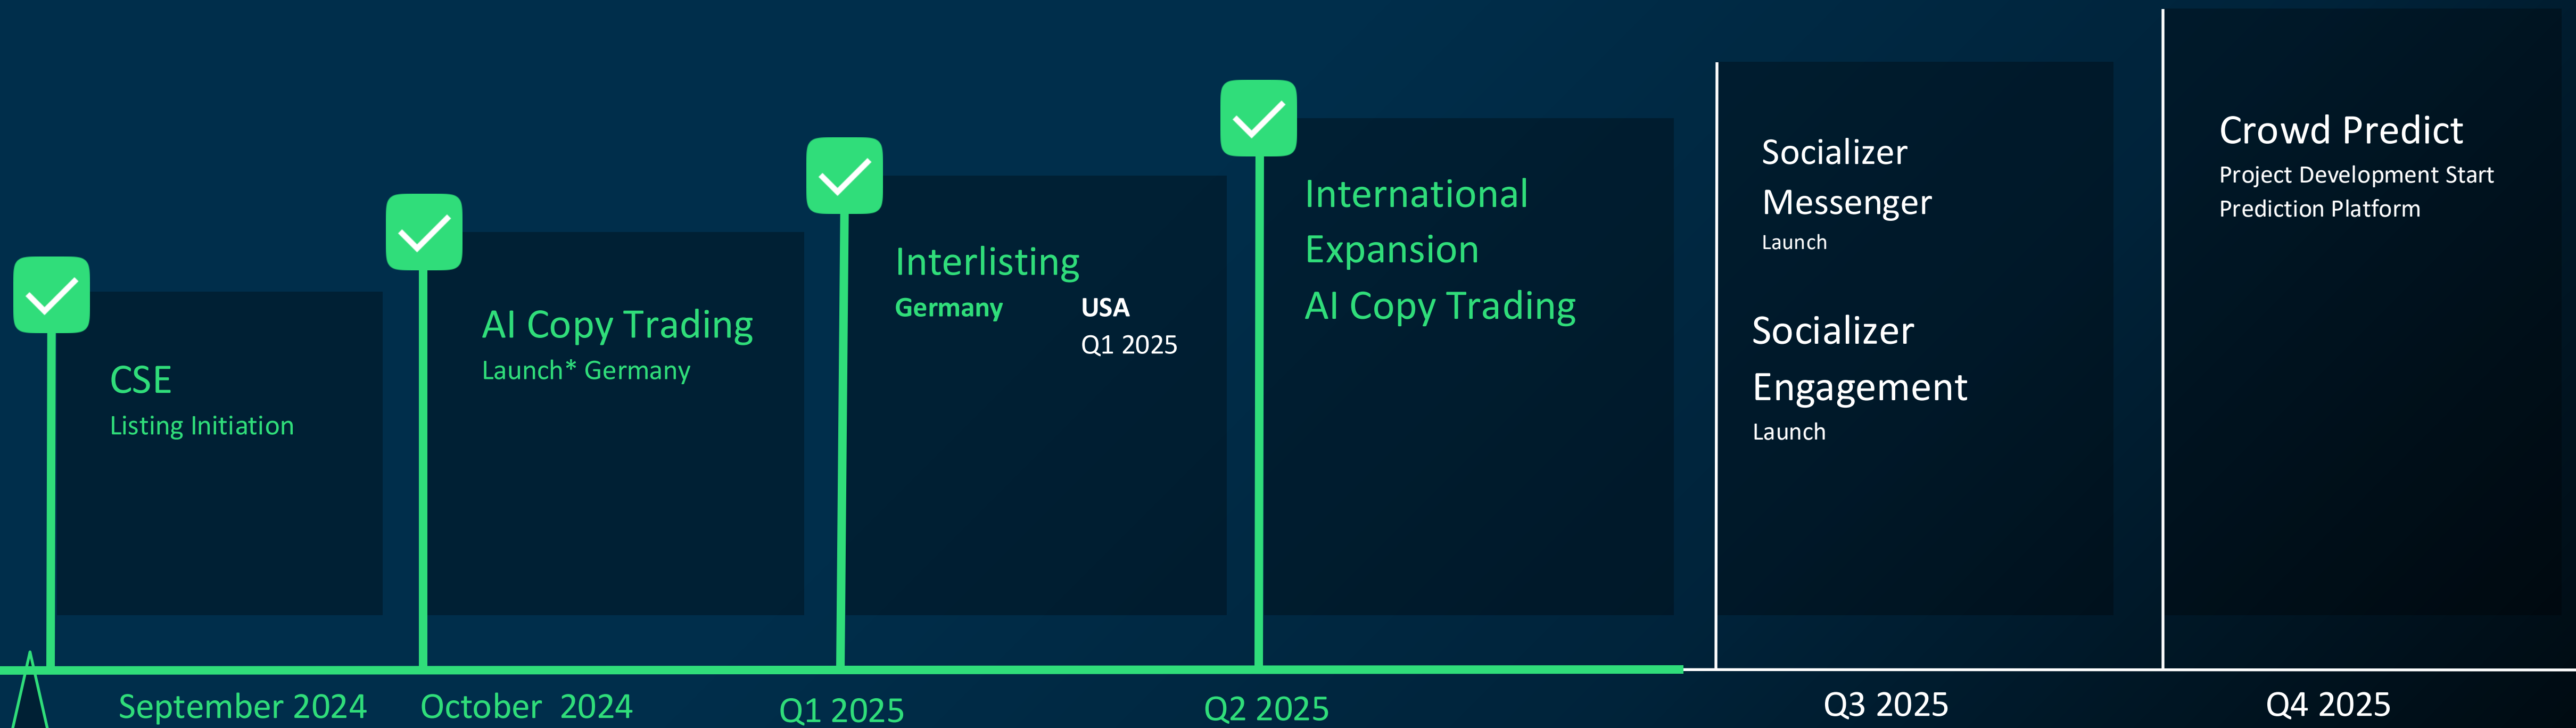 CSE
Listing Initiation
AI Copy Trading
Launch* Germany
Interlisting
Germany
USA
Q1 2025
International
Expansion
AI Copy Trading
Socializer
Messenger
Launch
Socializer
Engagement
Launch
Crowd Predict
Project Development Start
Prediction Platform
September 2024
October 2024
Q1 2025
Q2 2025
Q3 2025
Q4 2025